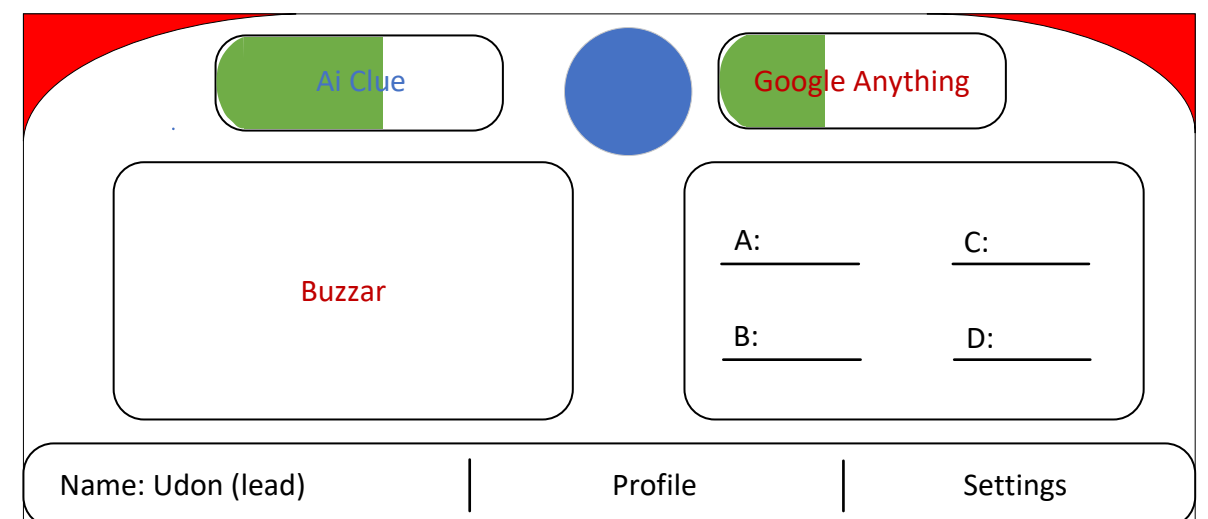 Ai Clue
Google Anything
Buzzar
A:
C:
B:
D:
Name: Udon (lead)
Profile
Settings